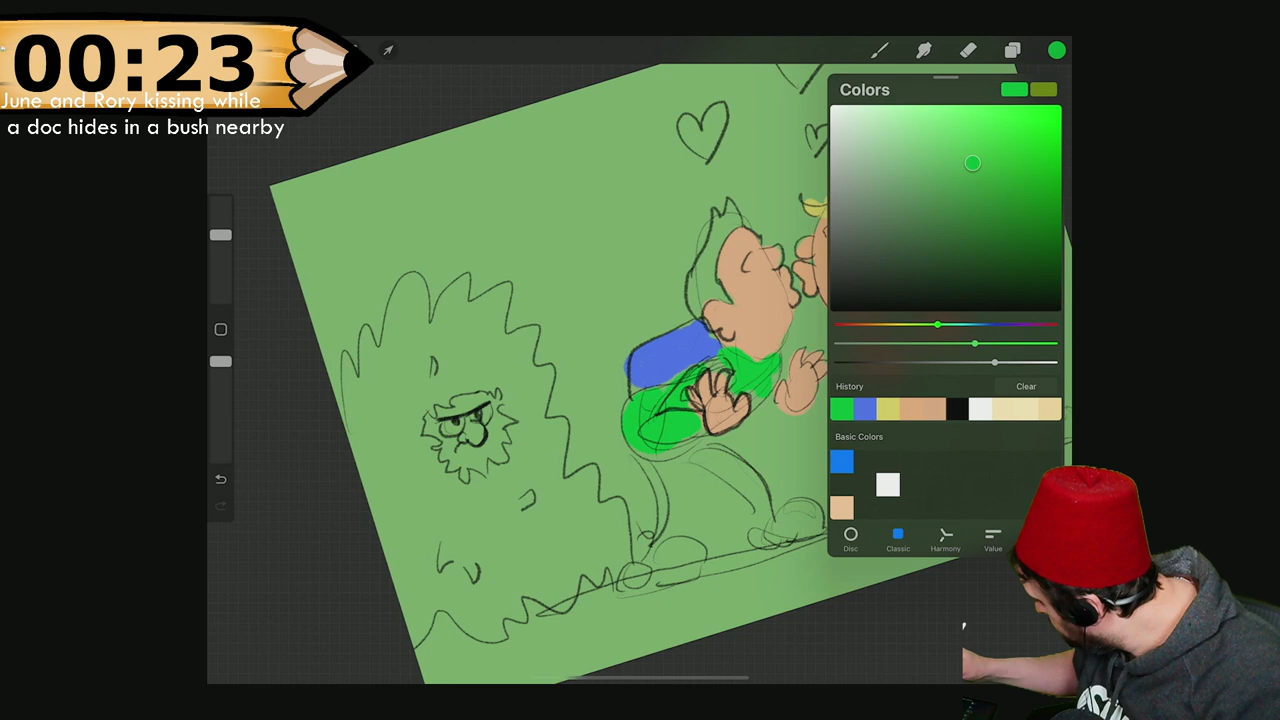 00:23
June and Rory kissing while
a doc hides in a bush nearby
Colors
History
Clear
Basic Colors
Disc
Classic
Harmony
Value